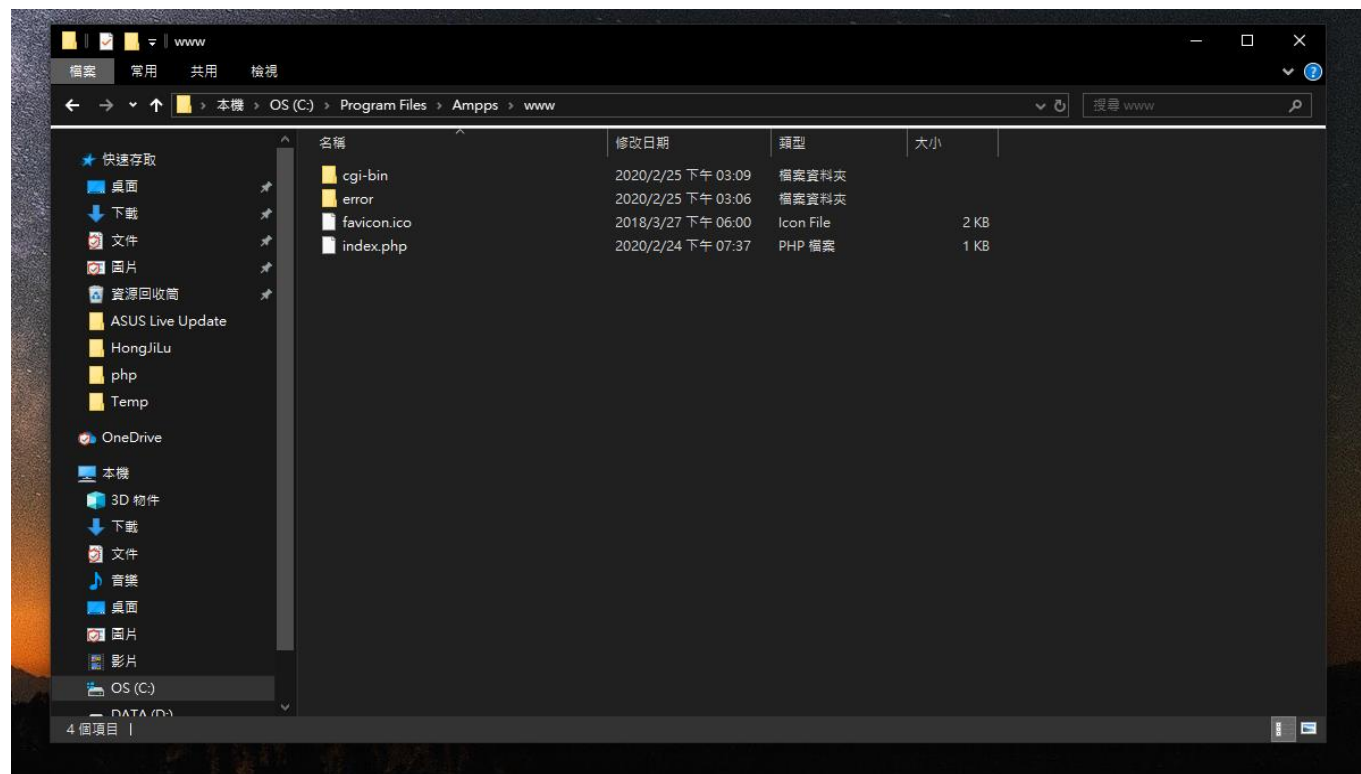 www
檔案 常用 共用 檢視
本機 › OS (C:) › Program Files › Ampps › www
搜尋 www
名稱 修改日期 類型 大小
快速存取
桌面
下載
文件
圖片
資源回收筒
ASUS Live Update
HongJiLu
php
Temp
OneDrive
本機
3D 物件
下載
文件
音樂
桌面
圖片
影片
OS (C:)
DATA (D:)
cgi-bin 2020/2/25 下午 03:09 檔案資料夾
error 2020/2/25 下午 03:06 檔案資料夾
favicon.ico 2018/3/27 下午 06:00 Icon File 2 KB
index.php 2020/2/24 下午 07:37 PHP 檔案 1 KB
4 個項目